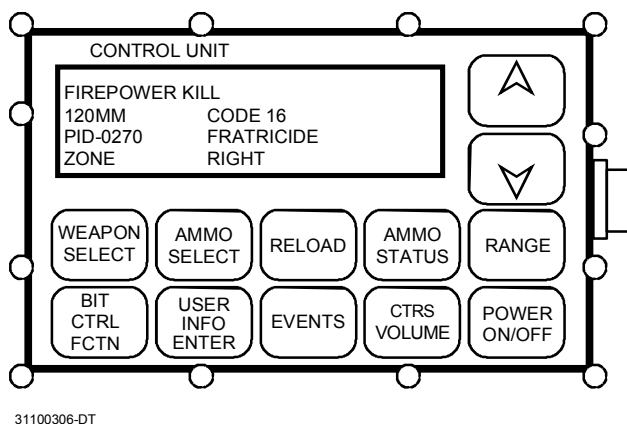 CONTROL UNIT
FIREPOWER KILL
120MM CODE 16
PID-0270 FRATRICIDE
ZONE RIGHT
WEAPON SELECT
AMMO SELECT
RELOAD
AMMO STATUS
RANGE
BIT CTRL FCTN
USER INFO ENTER
EVENTS
CTRS VOLUME
POWER ON/OFF
31100306-DT